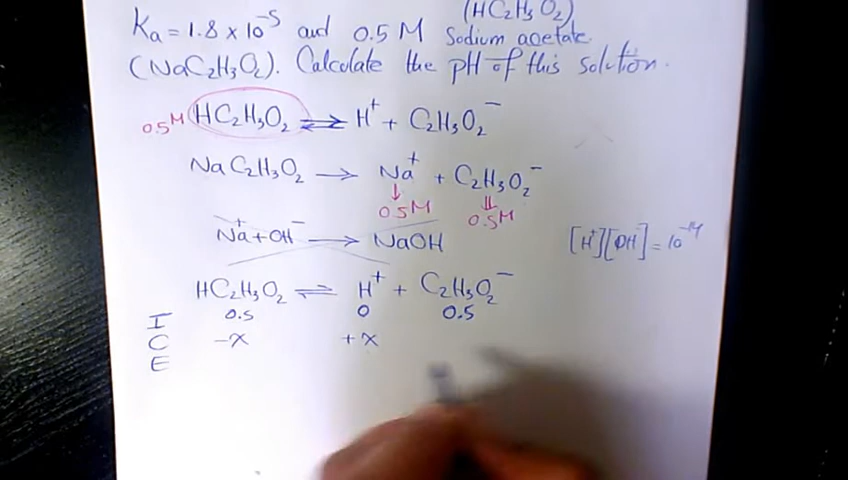 (HC₂H₃O₂)
Ka = 1.8 × 10⁻⁵ and 0.5 M Sodium acetate
(NaC₂H₃O₂). Calculate the pH of this solution.
0.5M HC₂H₃O₂ ⇌ H⁺ + C₂H₃O₂⁻
NaC₂H₃O₂ → Na⁺ + C₂H₃O₂⁻
↓ ⇓
0.5M 0.5M
Na⁺ + OH⁻ → NaOH [H⁺][OH⁻] = 10⁻¹⁴
HC₂H₃O₂ ⇌ H⁺ + C₂H₃O₂⁻
I 0.5 0 0.5
C -x +x
E